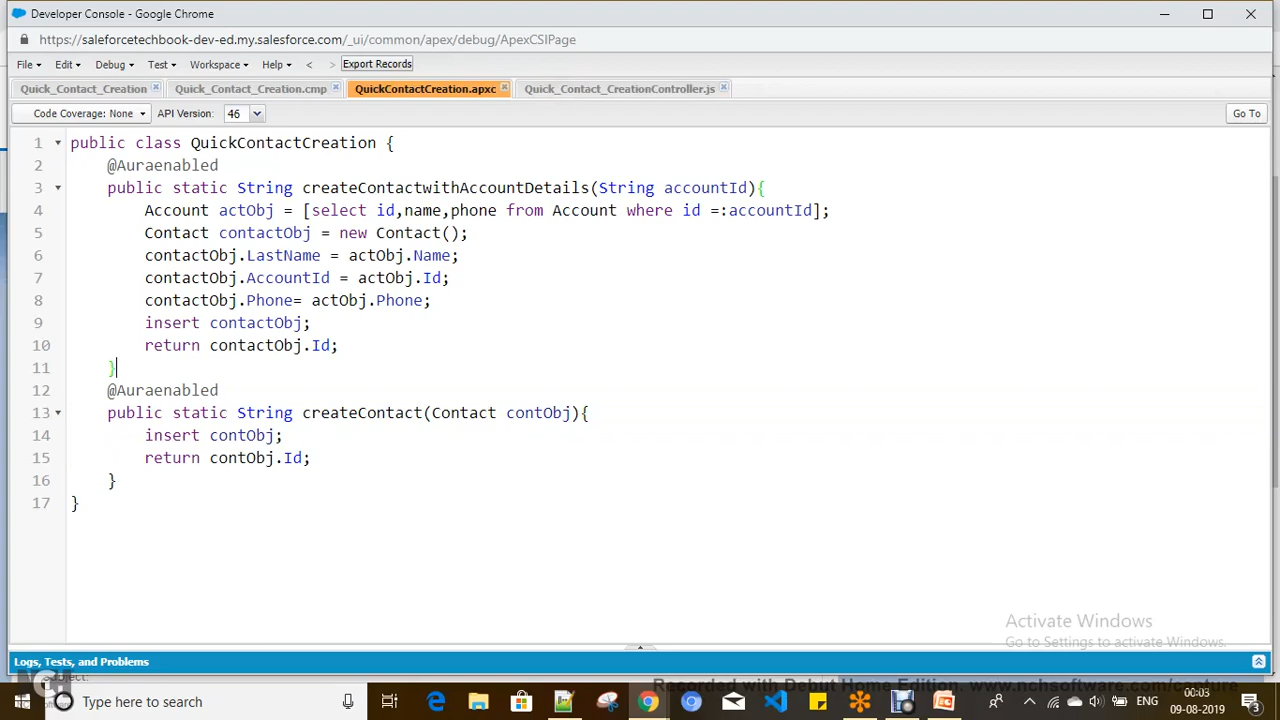 Developer Console - Google Chrome
https://saleforcetechbook-dev-ed.my.salesforce.com/_ui/common/apex/debug/ApexCSIPage
File Edit Debug Test Workspace Help < > Export Records
Quick_Contact_Creation Quick_Contact_Creation.cmp QuickContactCreation.apxc Quick_Contact_CreationController.js
Code Coverage: None API Version: 46 Go To
1 public class QuickContactCreation {
2 @Auraenabled
3 public static String createContactwithAccountDetails(String accountId){
4 Account actObj = [select id,name,phone from Account where id =:accountId];
5 Contact contactObj = new Contact();
6 contactObj.LastName = actObj.Name;
7 contactObj.AccountId = actObj.Id;
8 contactObj.Phone= actObj.Phone;
9 insert contactObj;
10 return contactObj.Id;
11 }
12 @Auraenabled
13 public static String createContact(Contact contObj){
14 insert contObj;
15 return contObj.Id;
16 }
17 }
Activate Windows
Go to Settings to activate Windows.
Logs, Tests, and Problems
Recorded with Debut Home Edition. www.nchsoftware.com/capture
Type here to search
ENG
00:03
09-08-2019
3